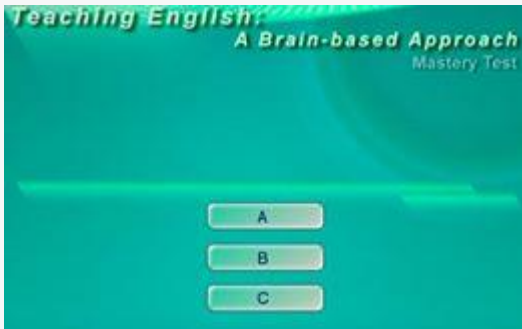 Teaching English:
A Brain-based Approach
Mastery Test
A
B
C